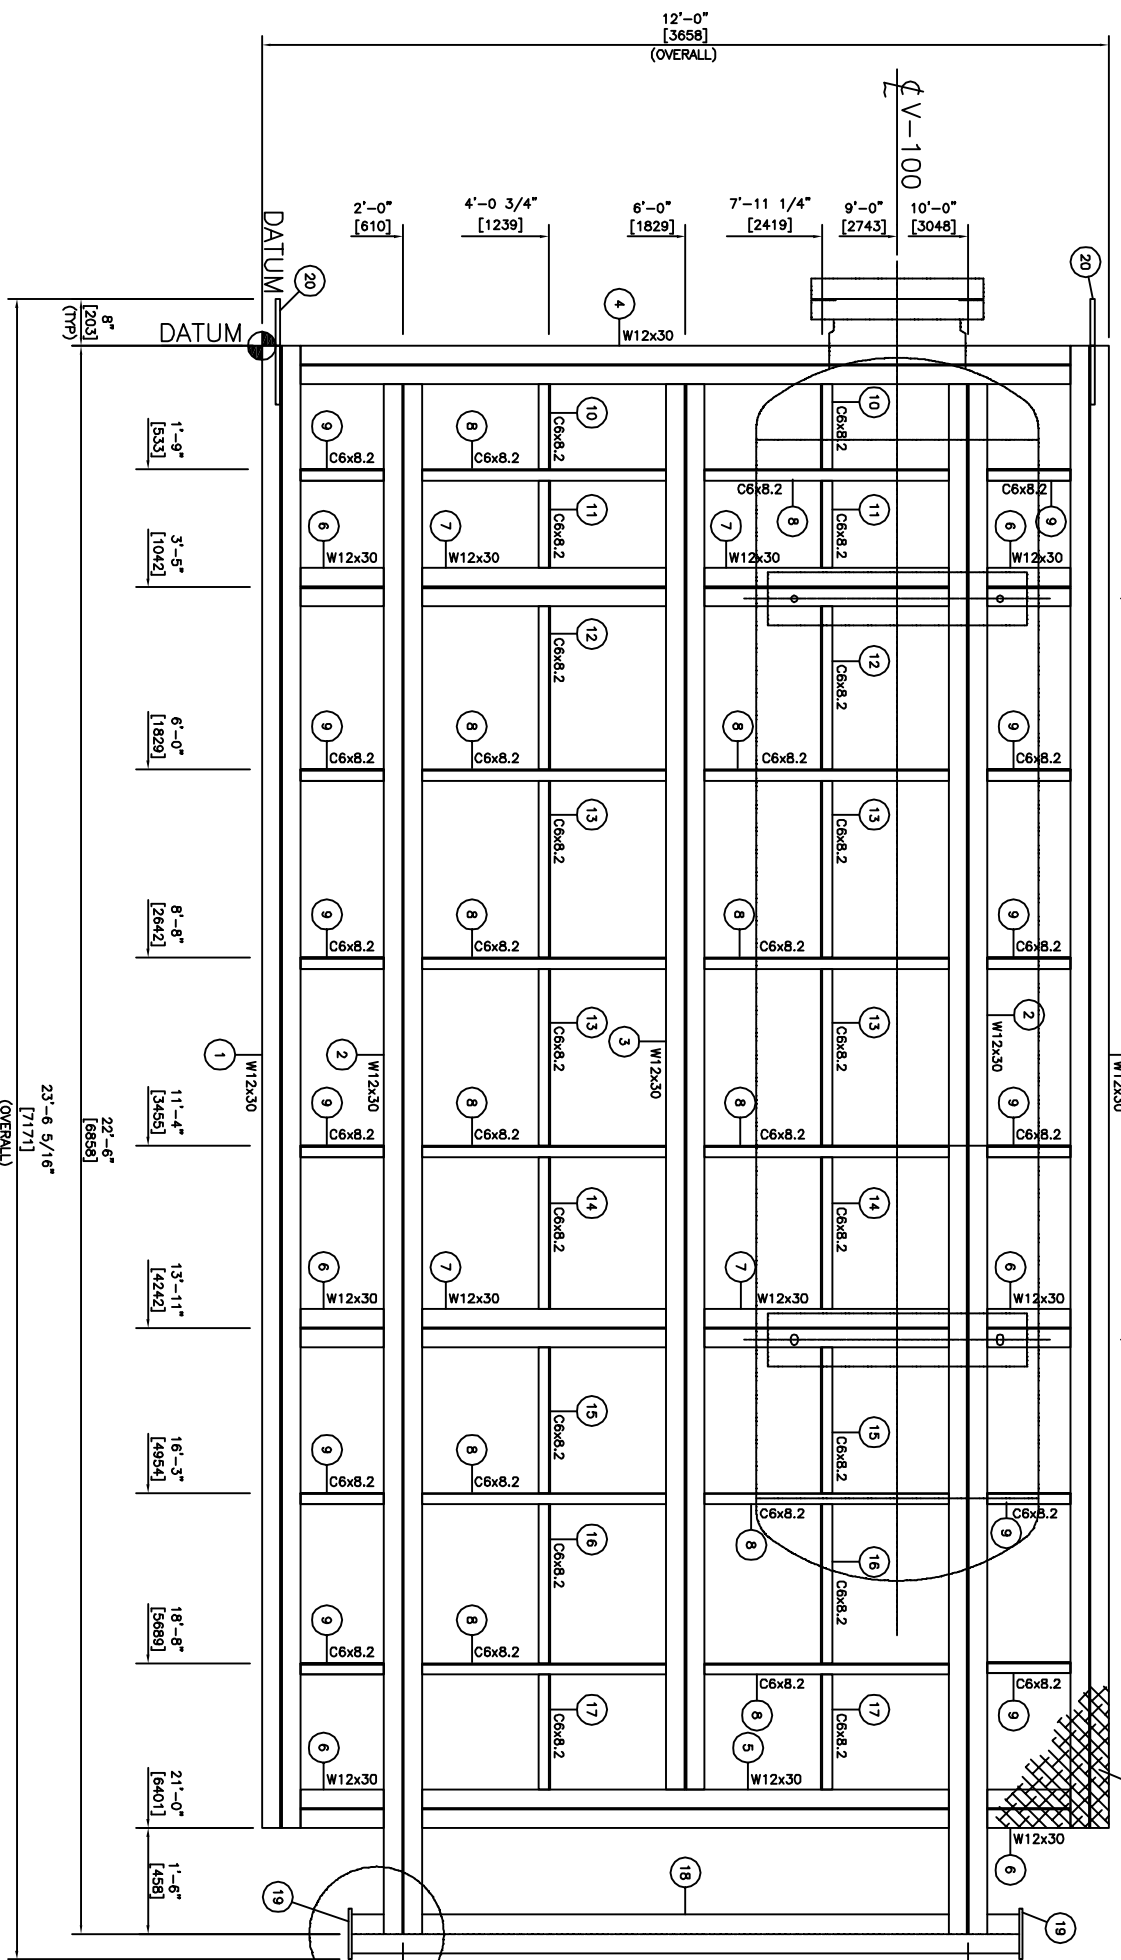 12'-0"
[3658]
(OVERALL)
℄ V-100
2'-0"
[610]
4'-0 3/4"
[1239]
6'-0"
[1829]
7'-11 1/4"
[2419]
9'-0"
[2743]
10'-0"
[3048]
DATUM
20
20
8"
[203]
(TYP)
DATUM
4
W12x30
1'-9"
[533]
9
C6x8.2
8
C6x8.2
10
C6x8.2
10
C6x8.2
C6x8.2
8
C6x8.2
9
3'-5"
[1042]
6
W12x30
7
W12x30
11
C6x8.2
7
W12x30
11
C6x8.2
6
W12x30
12
C6x8.2
12
C6x8.2
6'-0"
[1829]
9
C6x8.2
8
C6x8.2
8
C6x8.2
9
C6x8.2
13
C6x8.2
13
C6x8.2
8'-8"
[2642]
9
C6x8.2
8
C6x8.2
8
C6x8.2
9
C6x8.2
1
W12x30
2
W12x30
13
C6x8.2
3
W12x30
13
C6x8.2
2
W12x30
W12x30
11'-4"
[3455]
9
C6x8.2
8
C6x8.2
8
C6x8.2
9
C6x8.2
23'-6 5/16"
[7171]
(OVERALL)
22'-6"
[6858]
14
C6x8.2
14
C6x8.2
13'-11"
[4242]
6
W12x30
7
W12x30
7
W12x30
6
W12x30
15
C6x8.2
15
C6x8.2
16'-3"
[4954]
9
C6x8.2
8
C6x8.2
C6x8.2
8
C6x8.2
9
16
C6x8.2
16
C6x8.2
18'-8"
[5689]
9
C6x8.2
8
C6x8.2
C6x8.2
8
C6x8.2
9
17
C6x8.2
17
C6x8.2
21'-0"
[6401]
6
W12x30
5
W12x30
W12x30
6
1'-6"
[458]
19
18
19